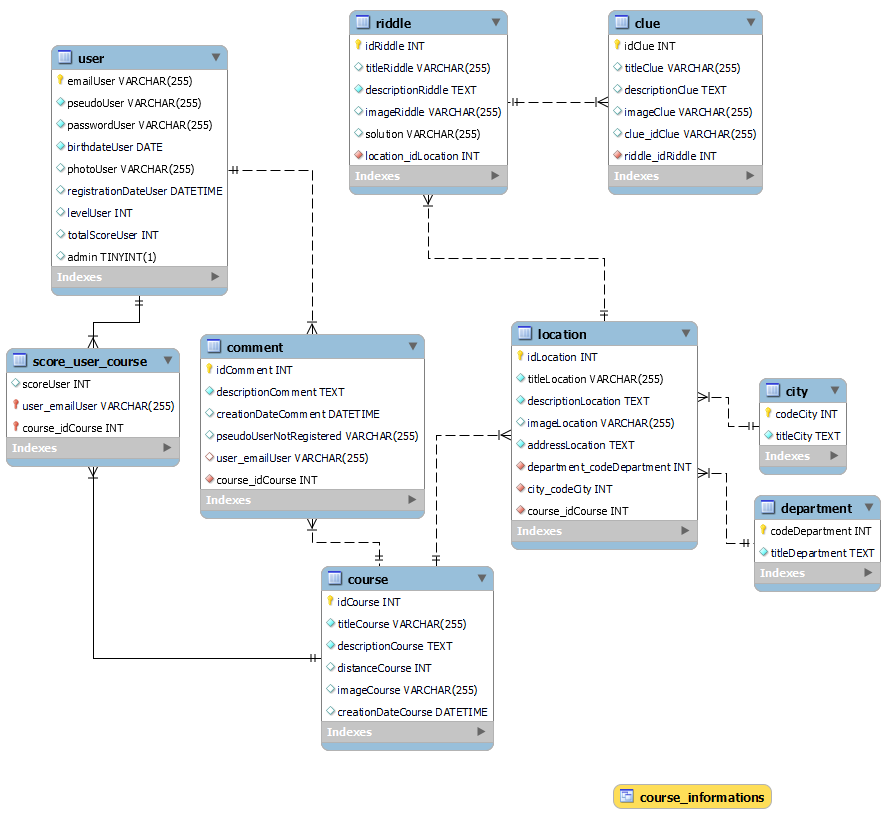 riddle
idRiddle INT
titleRiddle VARCHAR(255)
descriptionRiddle TEXT
imageRiddle VARCHAR(255)
solution VARCHAR(255)
location_idLocation INT
Indexes
clue
idClue INT
titleClue VARCHAR(255)
descriptionClue TEXT
imageClue VARCHAR(255)
clue_idClue VARCHAR(255)
riddle_idRiddle INT
Indexes
user
emailUser VARCHAR(255)
pseudoUser VARCHAR(255)
passwordUser VARCHAR(255)
birthdateUser DATE
photoUser VARCHAR(255)
registrationDateUser DATETIME
levelUser INT
totalScoreUser INT
admin TINYINT(1)
Indexes
score_user_course
scoreUser INT
user_emailUser VARCHAR(255)
course_idCourse INT
Indexes
comment
idComment INT
descriptionComment TEXT
creationDateComment DATETIME
pseudoUserNotRegistered VARCHAR(255)
user_emailUser VARCHAR(255)
course_idCourse INT
Indexes
location
idLocation INT
titleLocation VARCHAR(255)
descriptionLocation TEXT
imageLocation VARCHAR(255)
addressLocation TEXT
department_codeDepartment INT
city_codeCity INT
course_idCourse INT
Indexes
city
codeCity INT
titleCity TEXT
Indexes
department
codeDepartment INT
titleDepartment TEXT
Indexes
course
idCourse INT
titleCourse VARCHAR(255)
descriptionCourse TEXT
distanceCourse INT
imageCourse VARCHAR(255)
creationDateCourse DATETIME
Indexes
course_informations